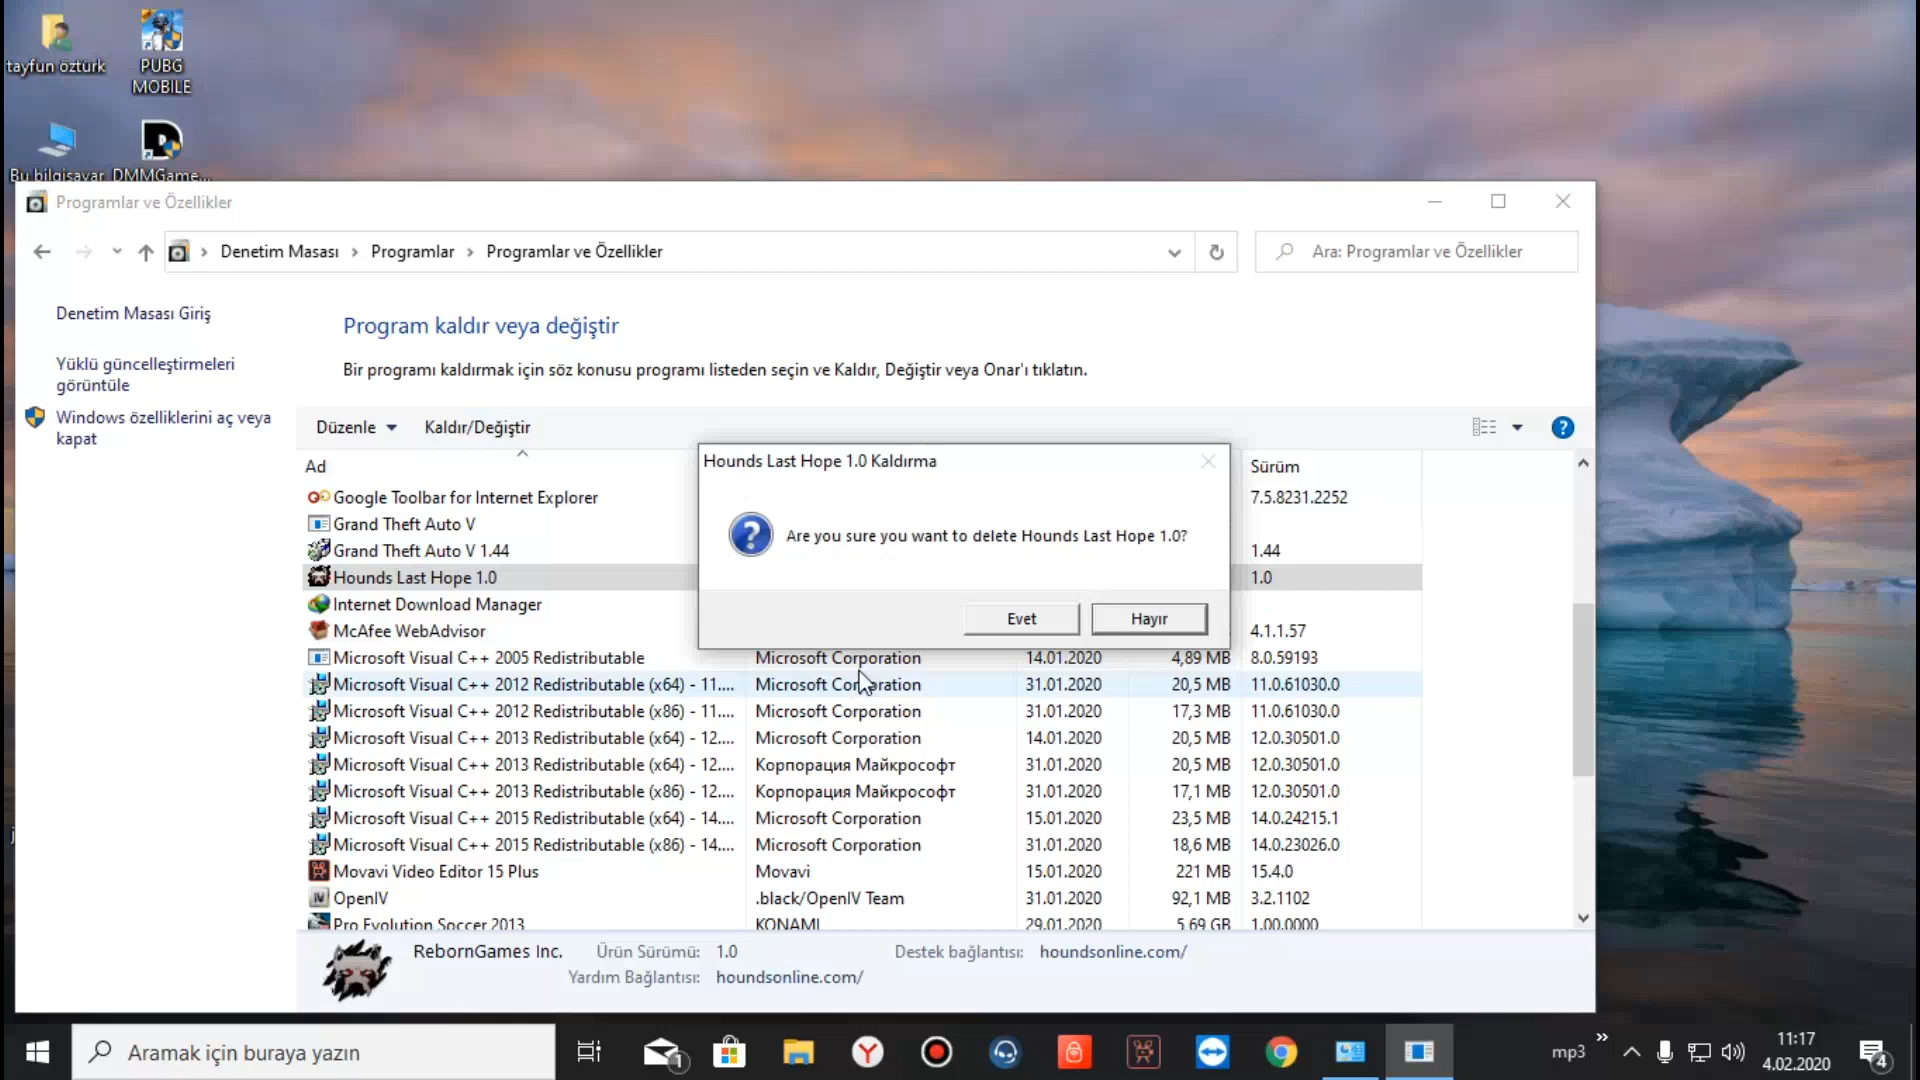 tayfun öztürk
PUBG
MOBILE
Bu bilgisayar
DMMGame...
Programlar ve Özellikler
Denetim Masası > Programlar > Programlar ve Özellikler
Ara: Programlar ve Özellikler
Denetim Masası Giriş
Yüklü güncelleştirmeleri
görüntüle
Windows özelliklerini aç veya
kapat
Program kaldır veya değiştir
Bir programı kaldırmak için söz konusu programı listeden seçin ve Kaldır, Değiştir veya Onar'ı tıklatın.
Düzenle Kaldır/Değiştir
Ad Sürüm
Google Toolbar for Internet Explorer 7.5.8231.2252
Grand Theft Auto V
Grand Theft Auto V 1.44 1.44
Hounds Last Hope 1.0 1.0
Internet Download Manager
McAfee WebAdvisor 4.1.1.57
Hounds Last Hope 1.0 Kaldırma
Are you sure you want to delete Hounds Last Hope 1.0?
Evet Hayır
Microsoft Visual C++ 2005 Redistributable Microsoft Corporation 14.01.2020 4,89 MB 8.0.59193
Microsoft Visual C++ 2012 Redistributable (x64) - 11.... Microsoft Corporation 31.01.2020 20,5 MB 11.0.61030.0
Microsoft Visual C++ 2012 Redistributable (x86) - 11.... Microsoft Corporation 31.01.2020 17,3 MB 11.0.61030.0
Microsoft Visual C++ 2013 Redistributable (x64) - 12.... Microsoft Corporation 14.01.2020 20,5 MB 12.0.30501.0
Microsoft Visual C++ 2013 Redistributable (x64) - 12.... Корпорация Майкрософт 31.01.2020 20,5 MB 12.0.30501.0
Microsoft Visual C++ 2013 Redistributable (x86) - 12.... Корпорация Майкрософт 31.01.2020 17,1 MB 12.0.30501.0
Microsoft Visual C++ 2015 Redistributable (x64) - 14.... Microsoft Corporation 15.01.2020 23,5 MB 14.0.24215.1
Microsoft Visual C++ 2015 Redistributable (x86) - 14.... Microsoft Corporation 31.01.2020 18,6 MB 14.0.23026.0
Movavi Video Editor 15 Plus Movavi 15.01.2020 221 MB 15.4.0
OpenIV .black/OpenIV Team 31.01.2020 92,1 MB 3.2.1102
Pro Evolution Soccer 2013 KONAMI 29.01.2020 5,69 GB 1.00.0000
RebornGames Inc. Ürün Sürümü: 1.0 Destek bağlantısı: houndsonline.com/
Yardım Bağlantısı: houndsonline.com/
Aramak için buraya yazın
1
mp3
11:17
4.02.2020
4